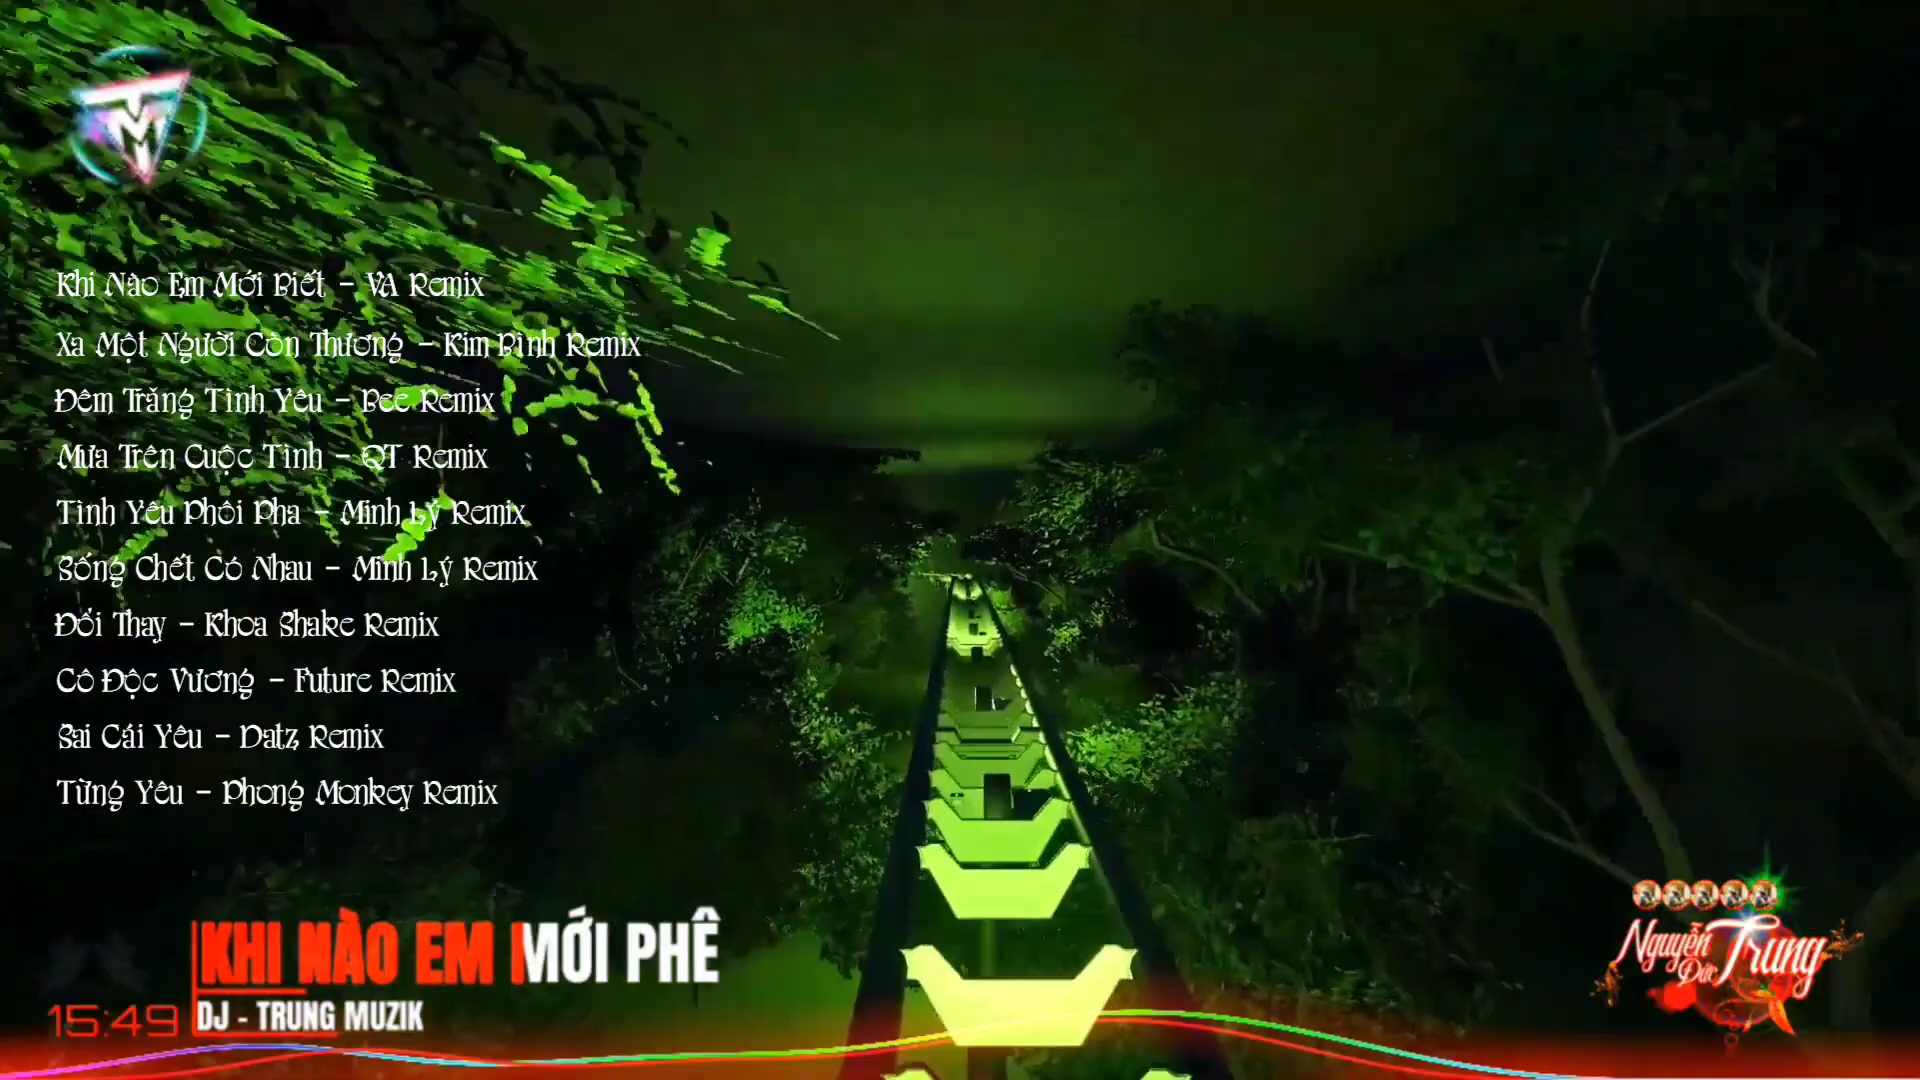 TM
Khi Nào Em Mới Biết - VA Remix
Xa Một Người Còn Thương - Kim Bình Remix
Đêm Trắng Tình Yêu - Bee Remix
Mưa Trên Cuộc Tình - QT Remix
Tình Yêu Phôi Pha - Minh Lý Remix
Sống Chết Có Nhau - Minh Lý Remix
Đổi Thay - Khoa Shake Remix
Cô Độc Vương - Future Remix
Sai Cái Yêu - Datz Remix
Từng Yêu - Phong Monkey Remix
KHI NÀO EM MỚI PHÊ
DJ - TRUNG MUZIK
15:49
Nguyễn Đức Trung